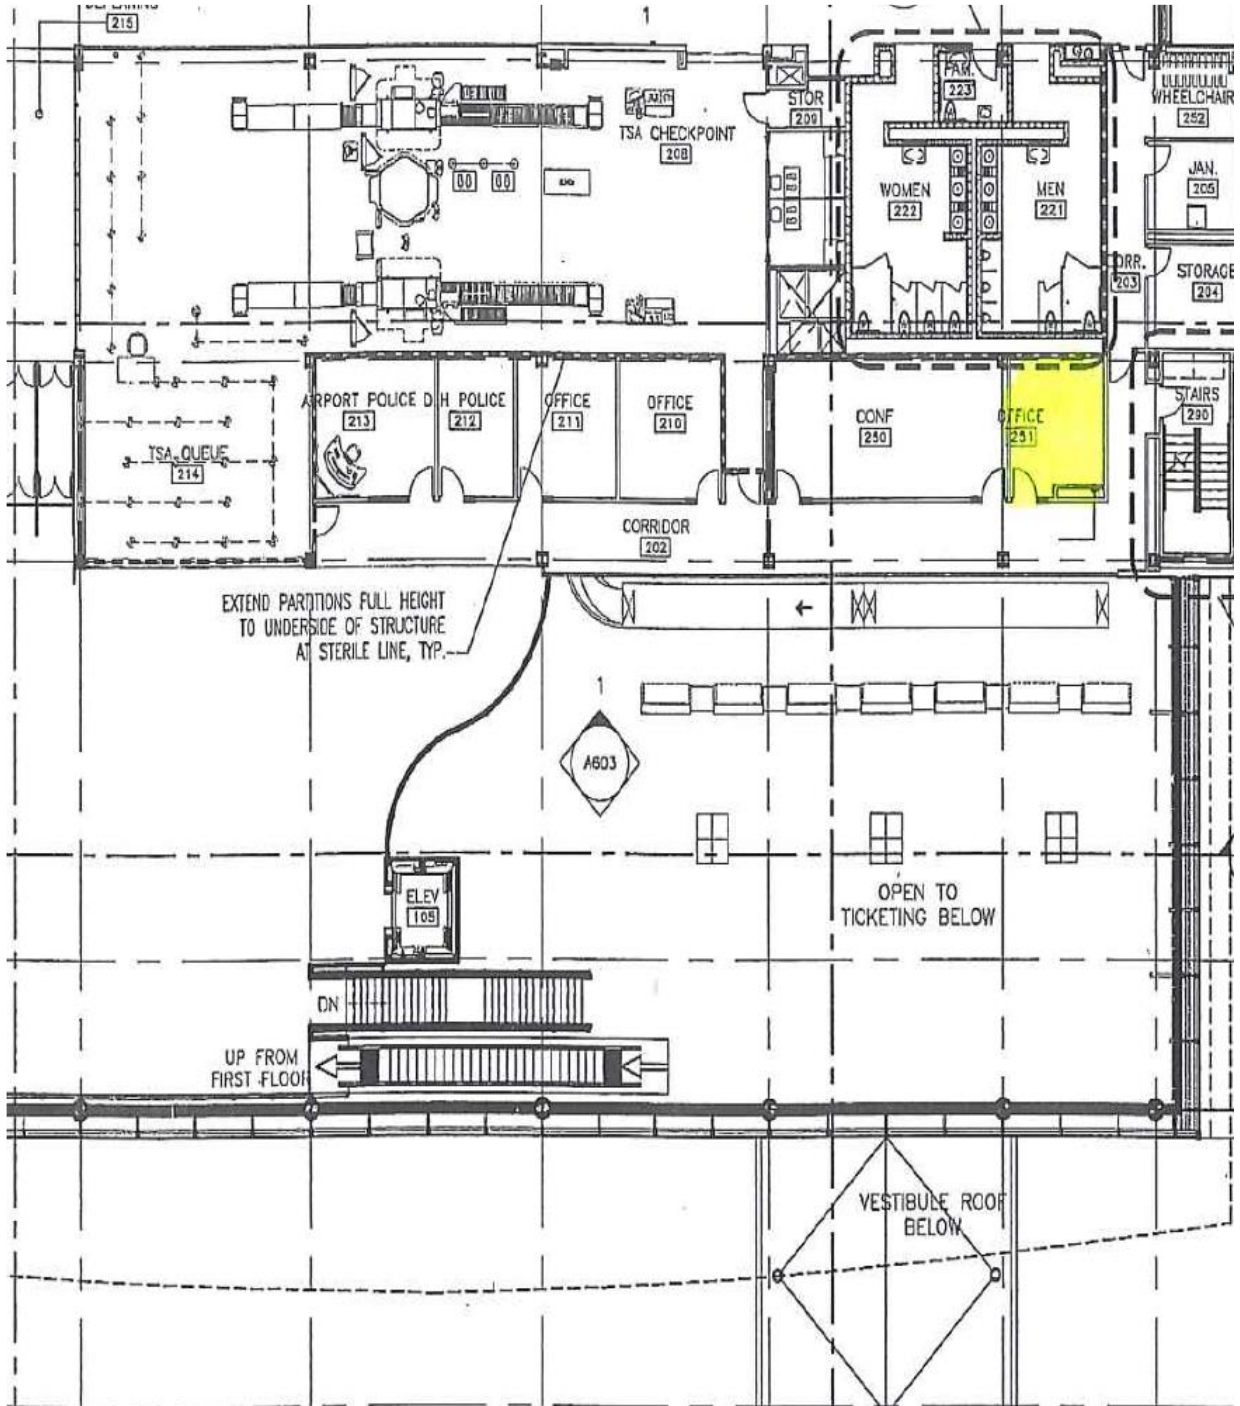 215
1
STOR
209
FAM.
223
WHEELCHAIR
252
TSA CHECKPOINT
208
JAN.
205
WOMEN
222
MEN
221
203
STORAGE
204
AIRPORT POLICE
213
POLICE
212
OFFICE
211
OFFICE
210
CONF
250
OFFICE
251
STAIRS
290
TSA QUEUE
214
CORRIDOR
202
EXTEND PARTITIONS FULL HEIGHT
TO UNDERSIDE OF STRUCTURE
AT STERILE LINE, TYP.
1
A603
ELEV
105
OPEN TO
TICKETING BELOW
DN
UP FROM
FIRST FLOOR
VESTIBULE ROOF
BELOW